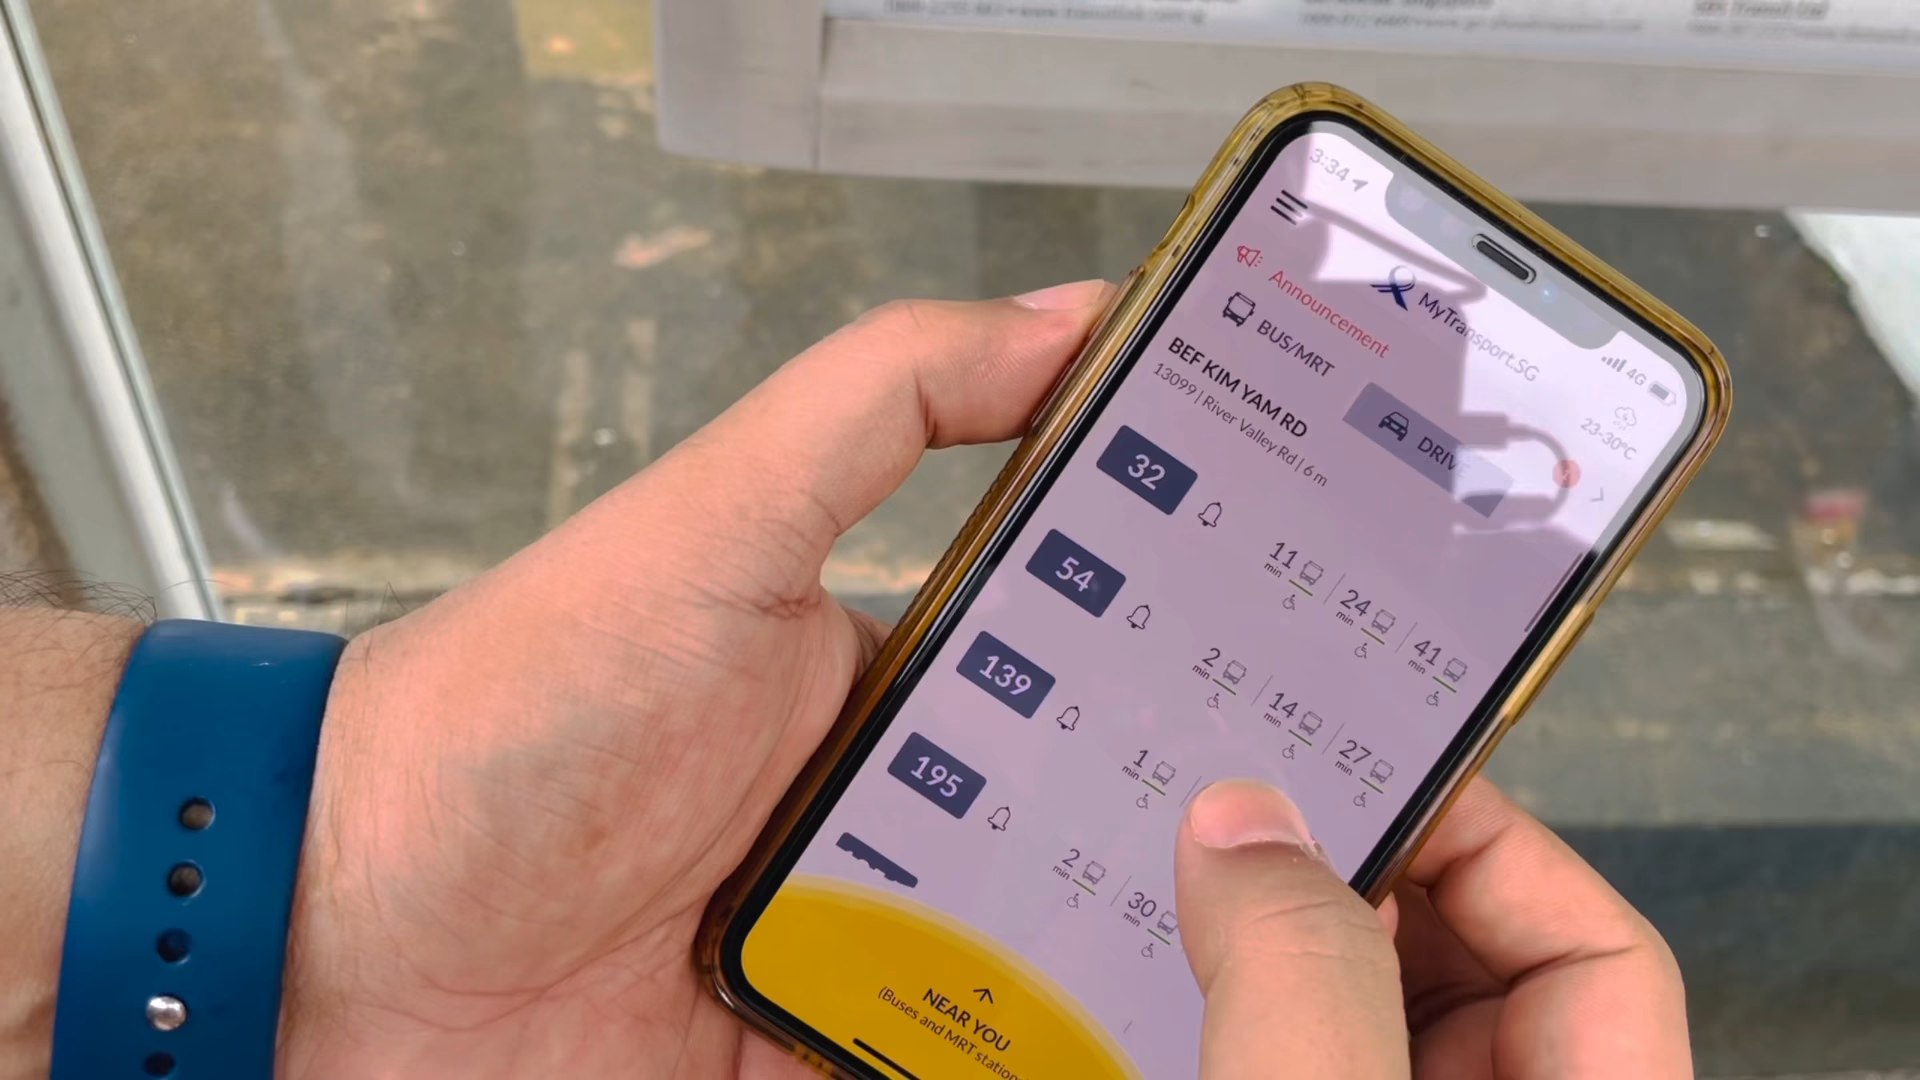 3:34
4G
MyTransport.SG
23-30°C
Announcement
BUS/MRT
DRIVE
BEF KIM YAM RD
13099 | River Valley Rd | 6 m
32
11 min
24 min
41 min
54
2 min
14 min
27 min
139
1 min
195
2 min
30 min
NEAR YOU
(Buses and MRT station